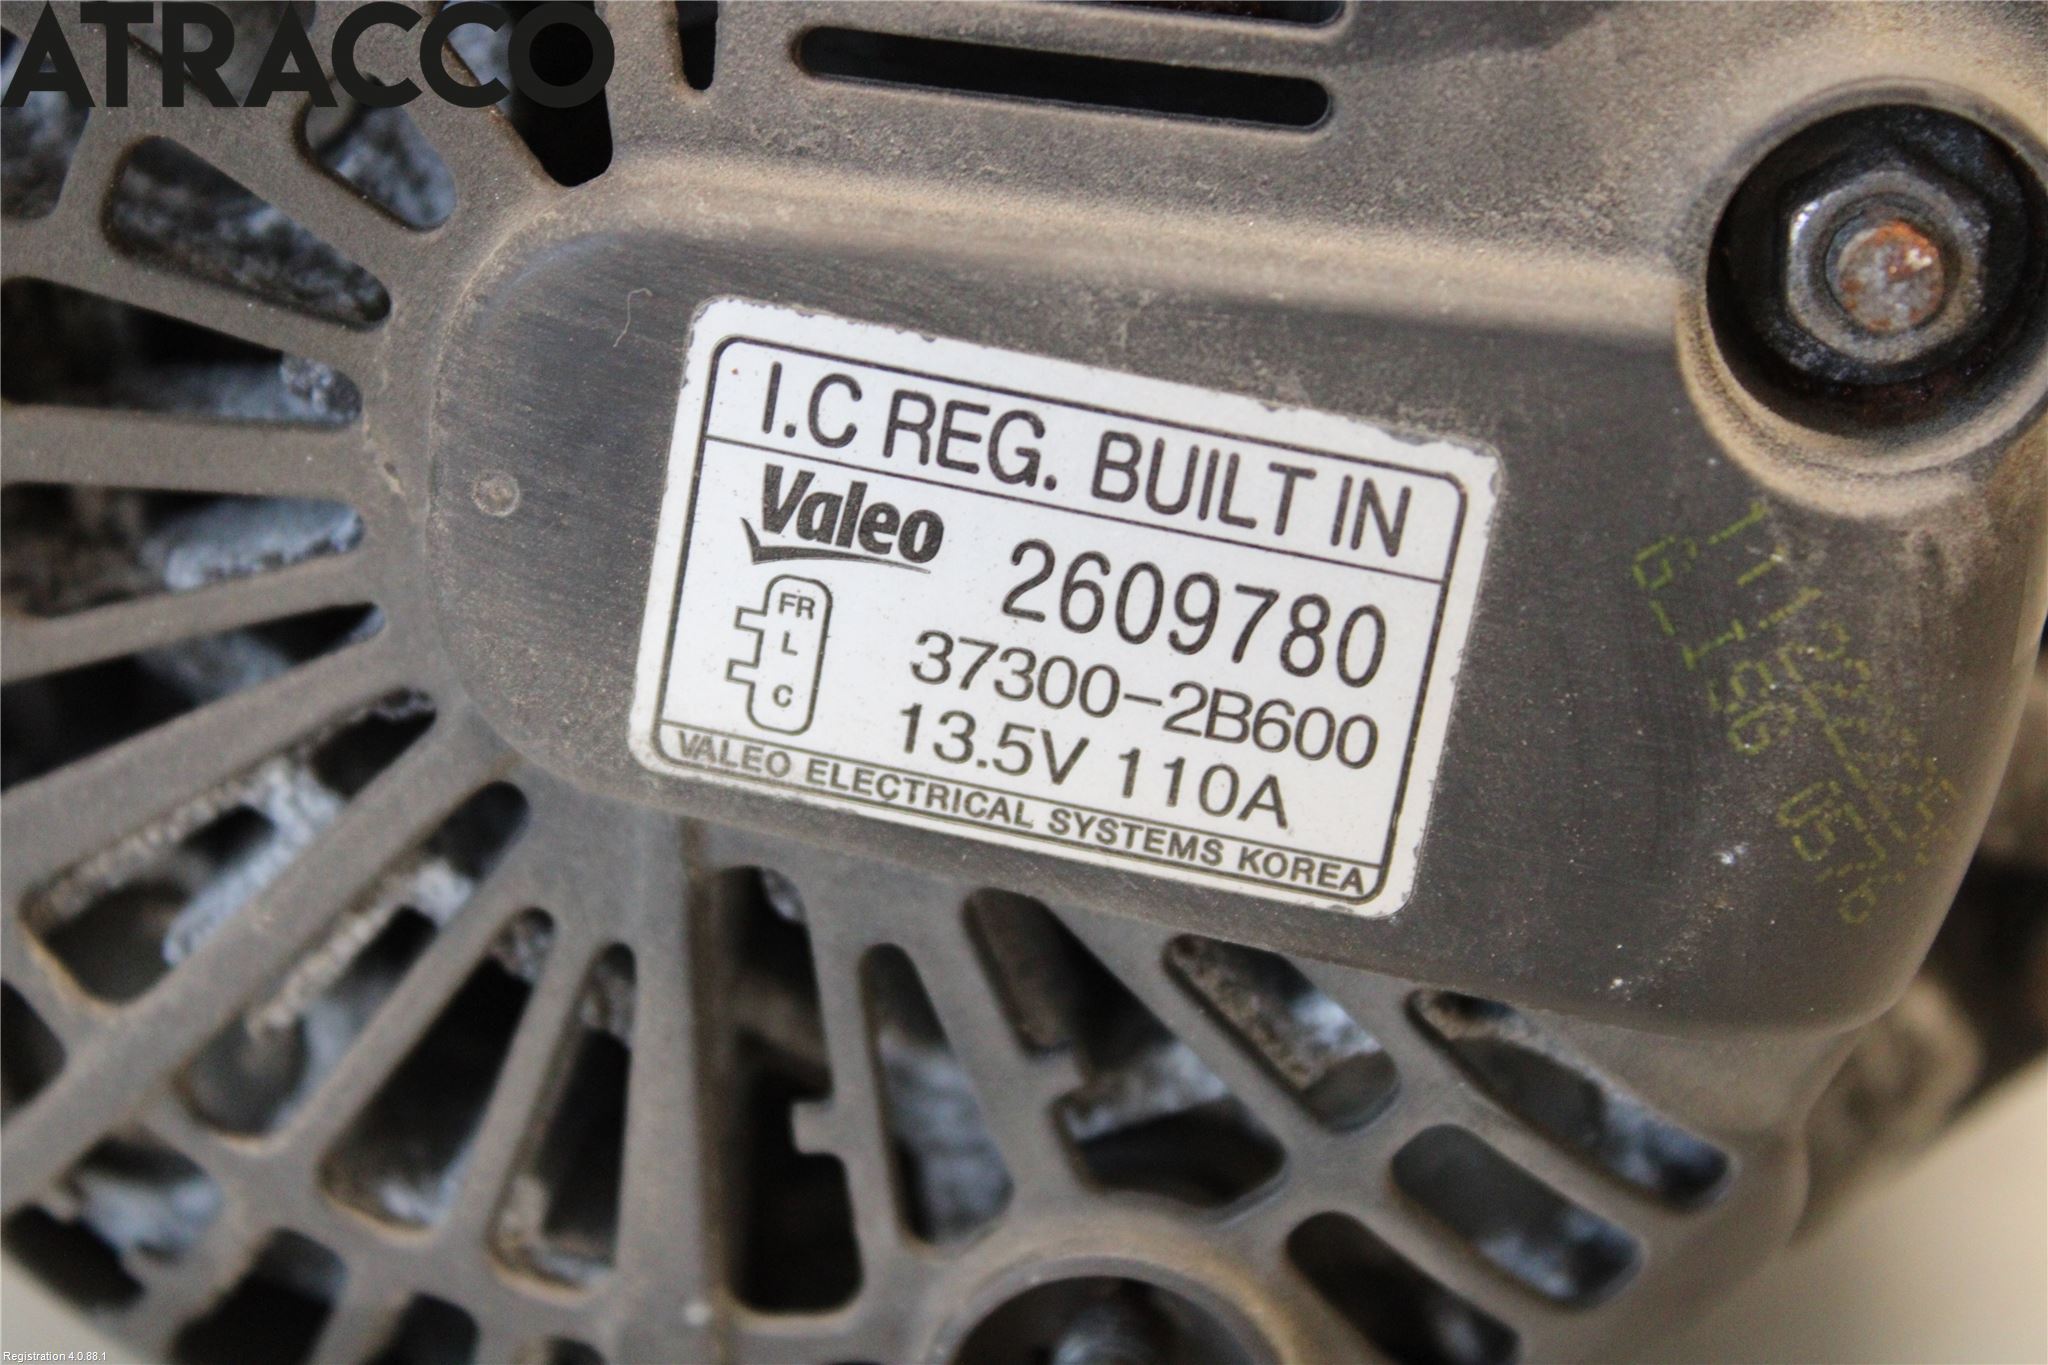 ATRACCO
I.C REG. BUILT IN
Valeo
2609780
FR
L
C
37300-2B600
13.5V 110A
VALEO ELECTRICAL SYSTEMS KOREA
Registration 4.0.88.1